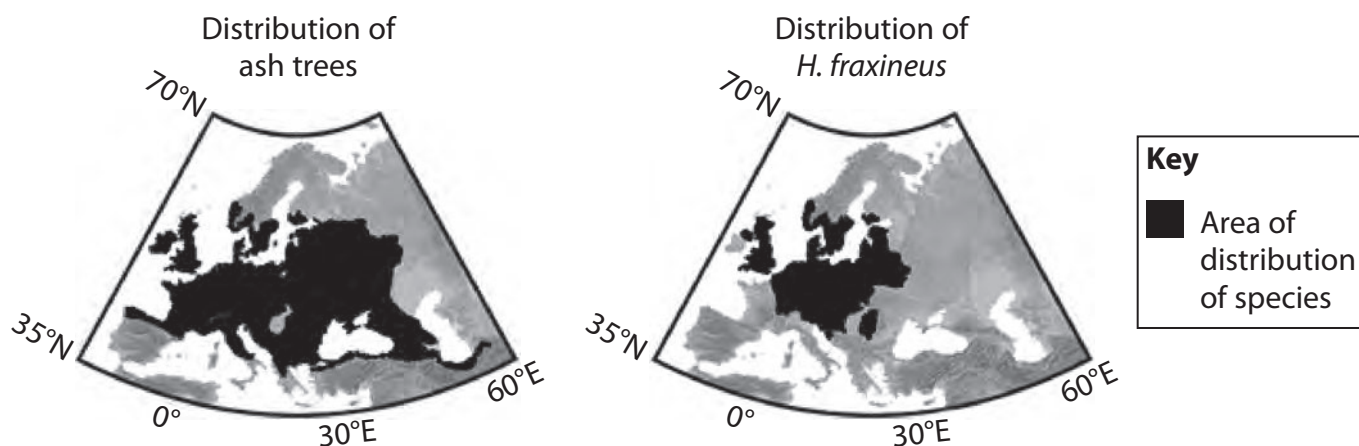 Distribution of
ash trees
70°N
35°N
0°
30°E
60°E
Distribution of
H. fraxineus
70°N
35°N
0°
30°E
60°E
Key
Area of
distribution
of species